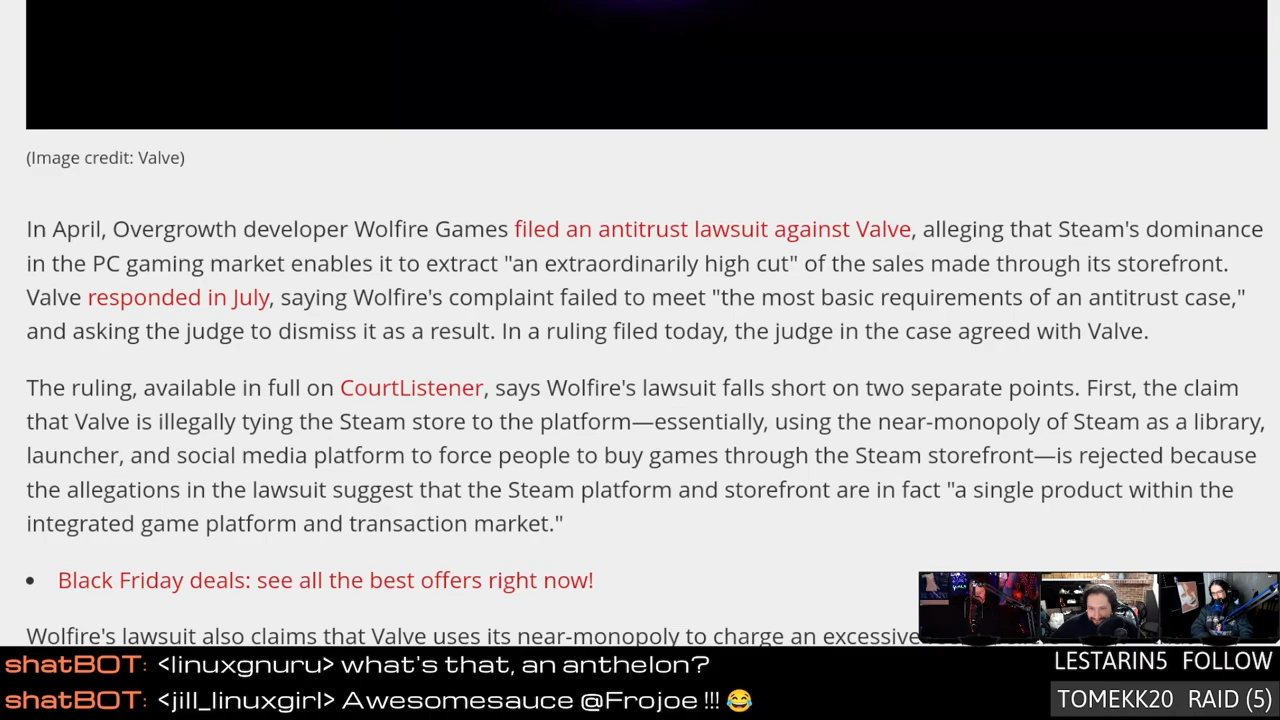 (Image credit: Valve)
In April, Overgrowth developer Wolfire Games filed an antitrust lawsuit against Valve, alleging that Steam's dominance
in the PC gaming market enables it to extract "an extraordinarily high cut" of the sales made through its storefront.
Valve responded in July, saying Wolfire's complaint failed to meet "the most basic requirements of an antitrust case,"
and asking the judge to dismiss it as a result. In a ruling filed today, the judge in the case agreed with Valve.
The ruling, available in full on CourtListener, says Wolfire's lawsuit falls short on two separate points. First, the claim
that Valve is illegally tying the Steam store to the platform—essentially, using the near-monopoly of Steam as a library,
launcher, and social media platform to force people to buy games through the Steam storefront—is rejected because
the allegations in the lawsuit suggest that the Steam platform and storefront are in fact "a single product within the
integrated game platform and transaction market."
• Black Friday deals: see all the best offers right now!
Wolfire's lawsuit also claims that Valve uses its near-monopoly to charge an excessive
shatBOT: <linuxgnuru> what's that, an anthelon?
shatBOT: <jill_linuxgirl> Awesomesauce @Frojoe !!! 😂
LESTARIN5 FOLLOW
TOMEKK20 RAID (5)